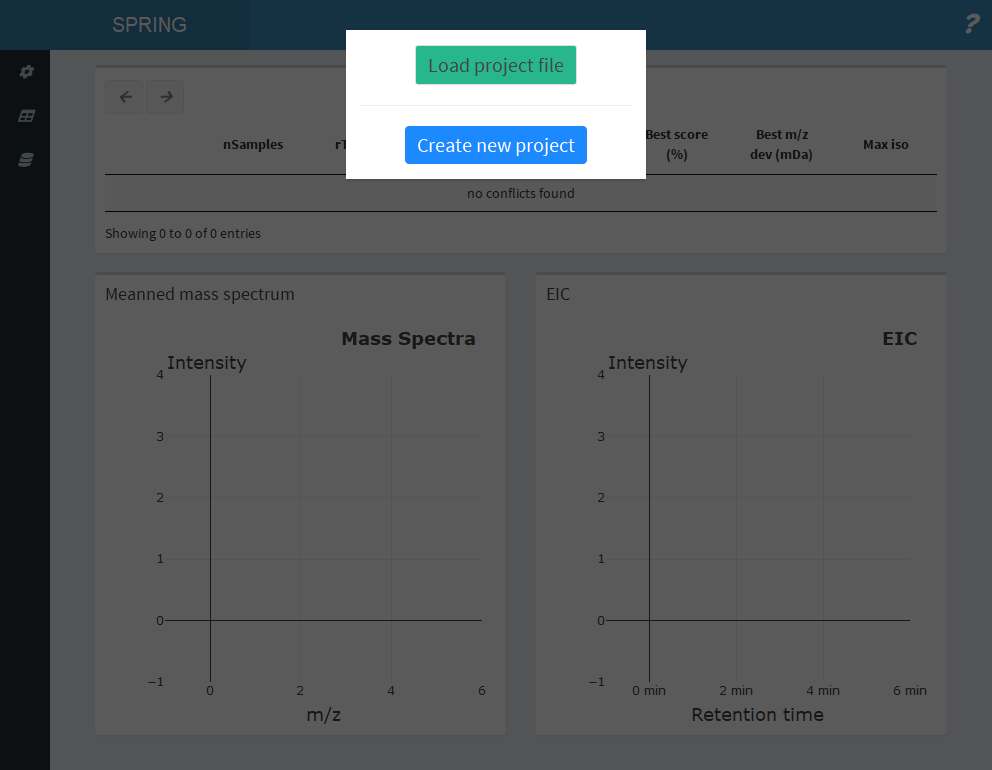 SPRING
?
Load project file
Create new project
nSamples
Best score (%)
Best m/z dev (mDa)
Max iso
no conflicts found
Showing 0 to 0 of 0 entries
Meanned mass spectrum
Mass Spectra
Intensity
4
3
2
1
0
−1
0 2 4 6
m/z
EIC
EIC
Intensity
4
3
2
1
0
−1
0 min 2 min 4 min 6 min
Retention time